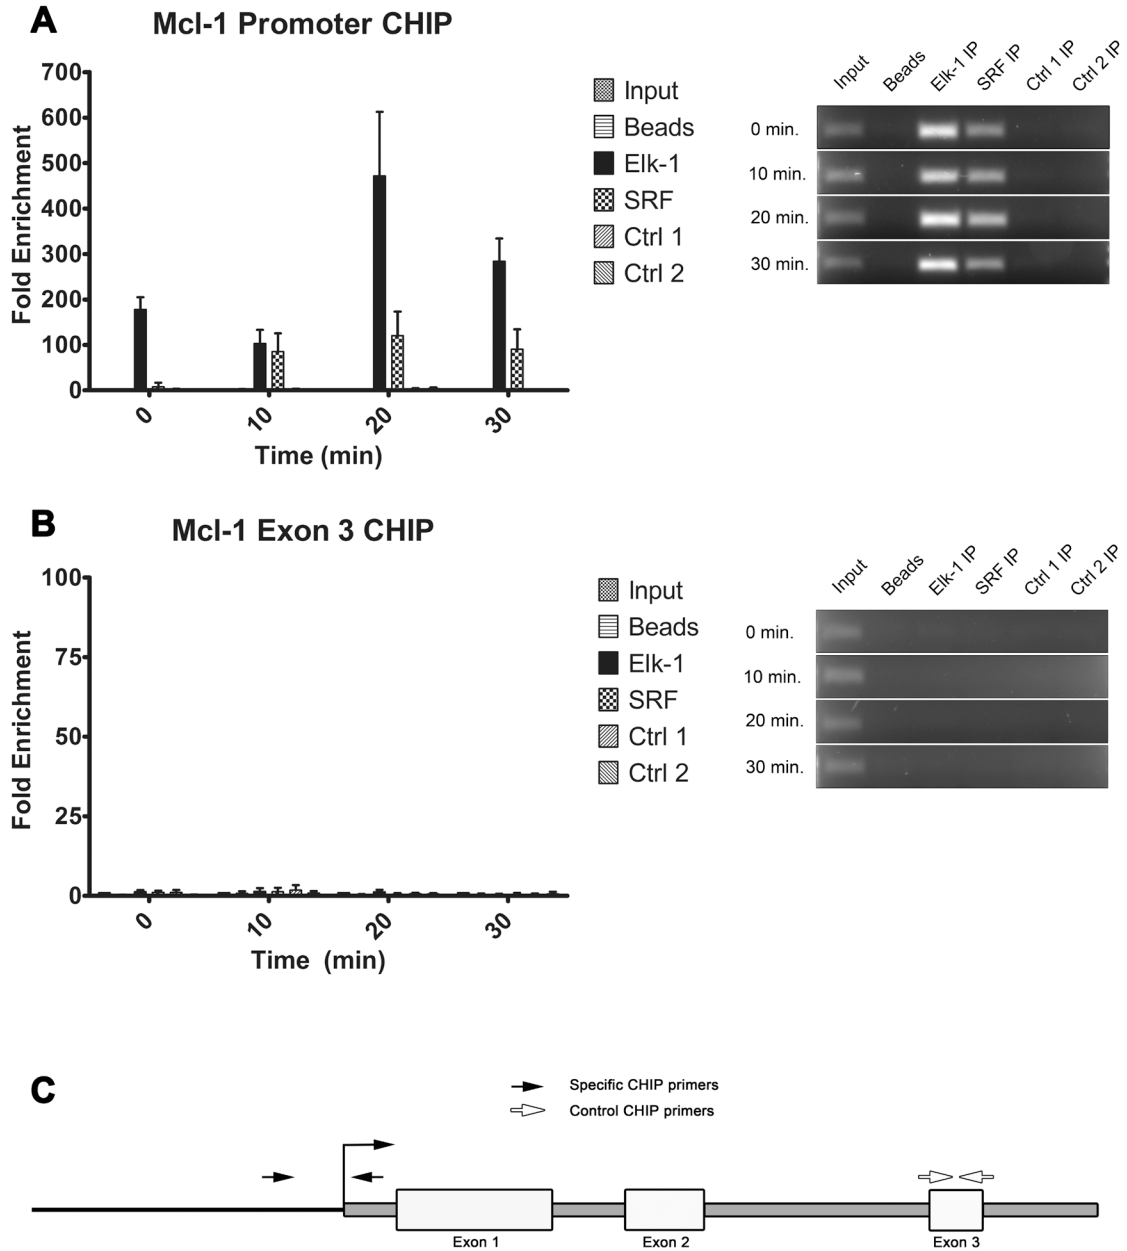 A
Mcl-1 Promoter CHIP
Fold Enrichment
700
600
500
400
300
200
100
0
0
10
20
30
Time (min)
Input
Beads
Elk-1
SRF
Ctrl 1
Ctrl 2
Input
Beads
Elk-1 IP
SRF IP
Ctrl 1 IP
Ctrl 2 IP
0 min.
10 min.
20 min.
30 min.
B
Mcl-1 Exon 3 CHIP
Fold Enrichment
100
75
50
25
0
0
10
20
30
Time (min)
Input
Beads
Elk-1
SRF
Ctrl 1
Ctrl 2
Input
Beads
Elk-1 IP
SRF IP
Ctrl 1 IP
Ctrl 2 IP
0 min.
10 min.
20 min.
30 min.
C
Specific CHIP primers
Control CHIP primers
Exon 1
Exon 2
Exon 3